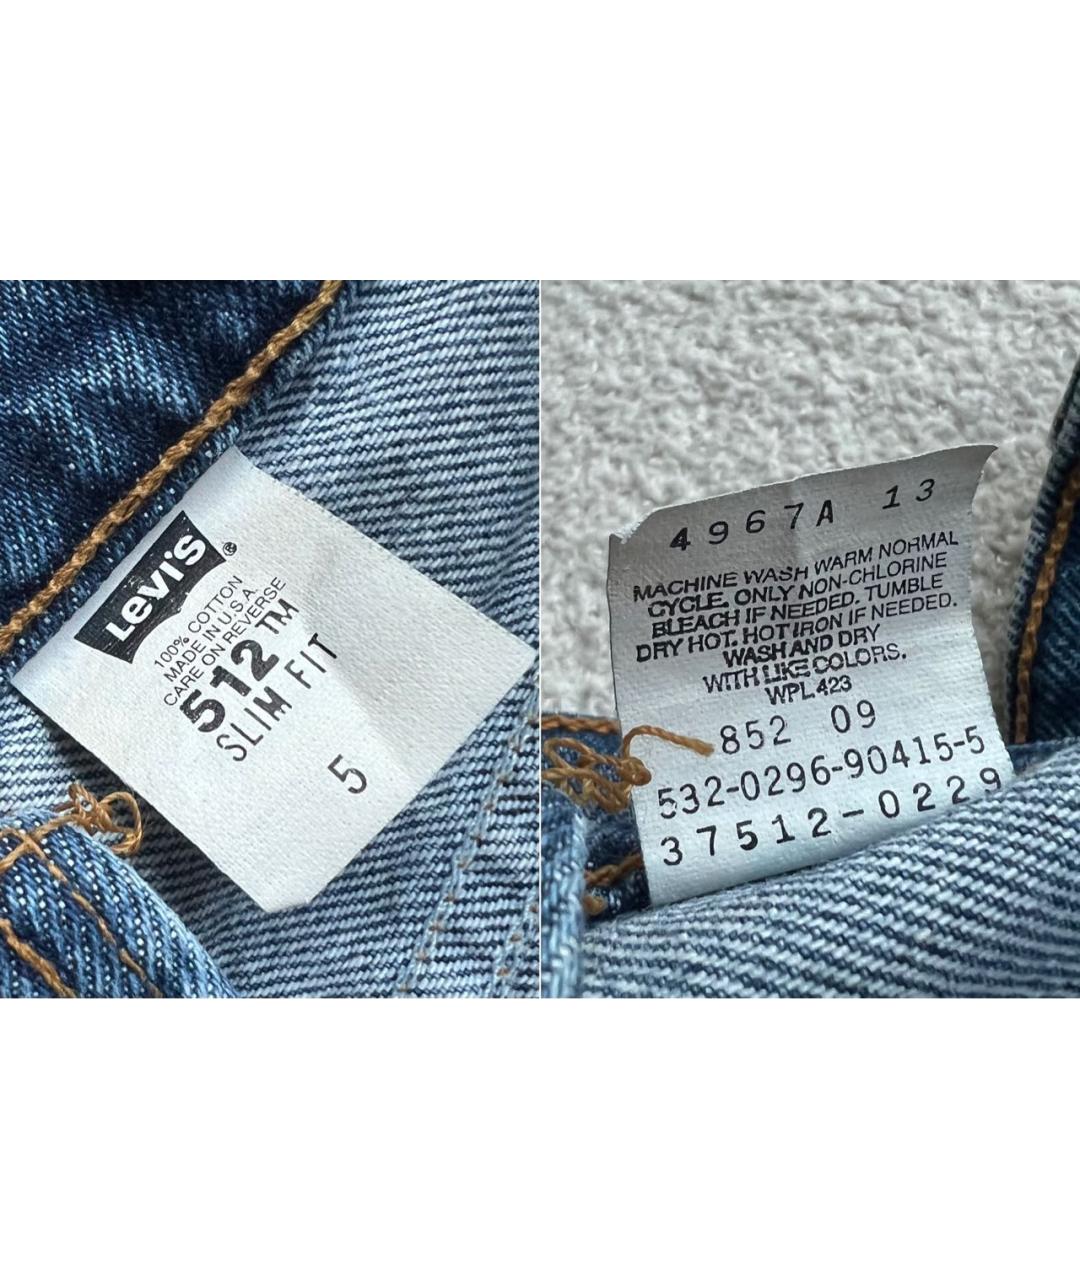 Levi's®
100% COTTON
MADE IN U.S.A.
CARE ON REVERSE
512™
SLIM FIT
5
4967A 13
MACHINE WASH WARM NORMAL
CYCLE. ONLY NON-CHLORINE
BLEACH IF NEEDED. TUMBLE
DRY HOT. HOT IRON IF NEEDED.
WASH AND DRY
WITH LIKE COLORS.
WPL 423
852 09
532-0296-90415-5
37512-0229